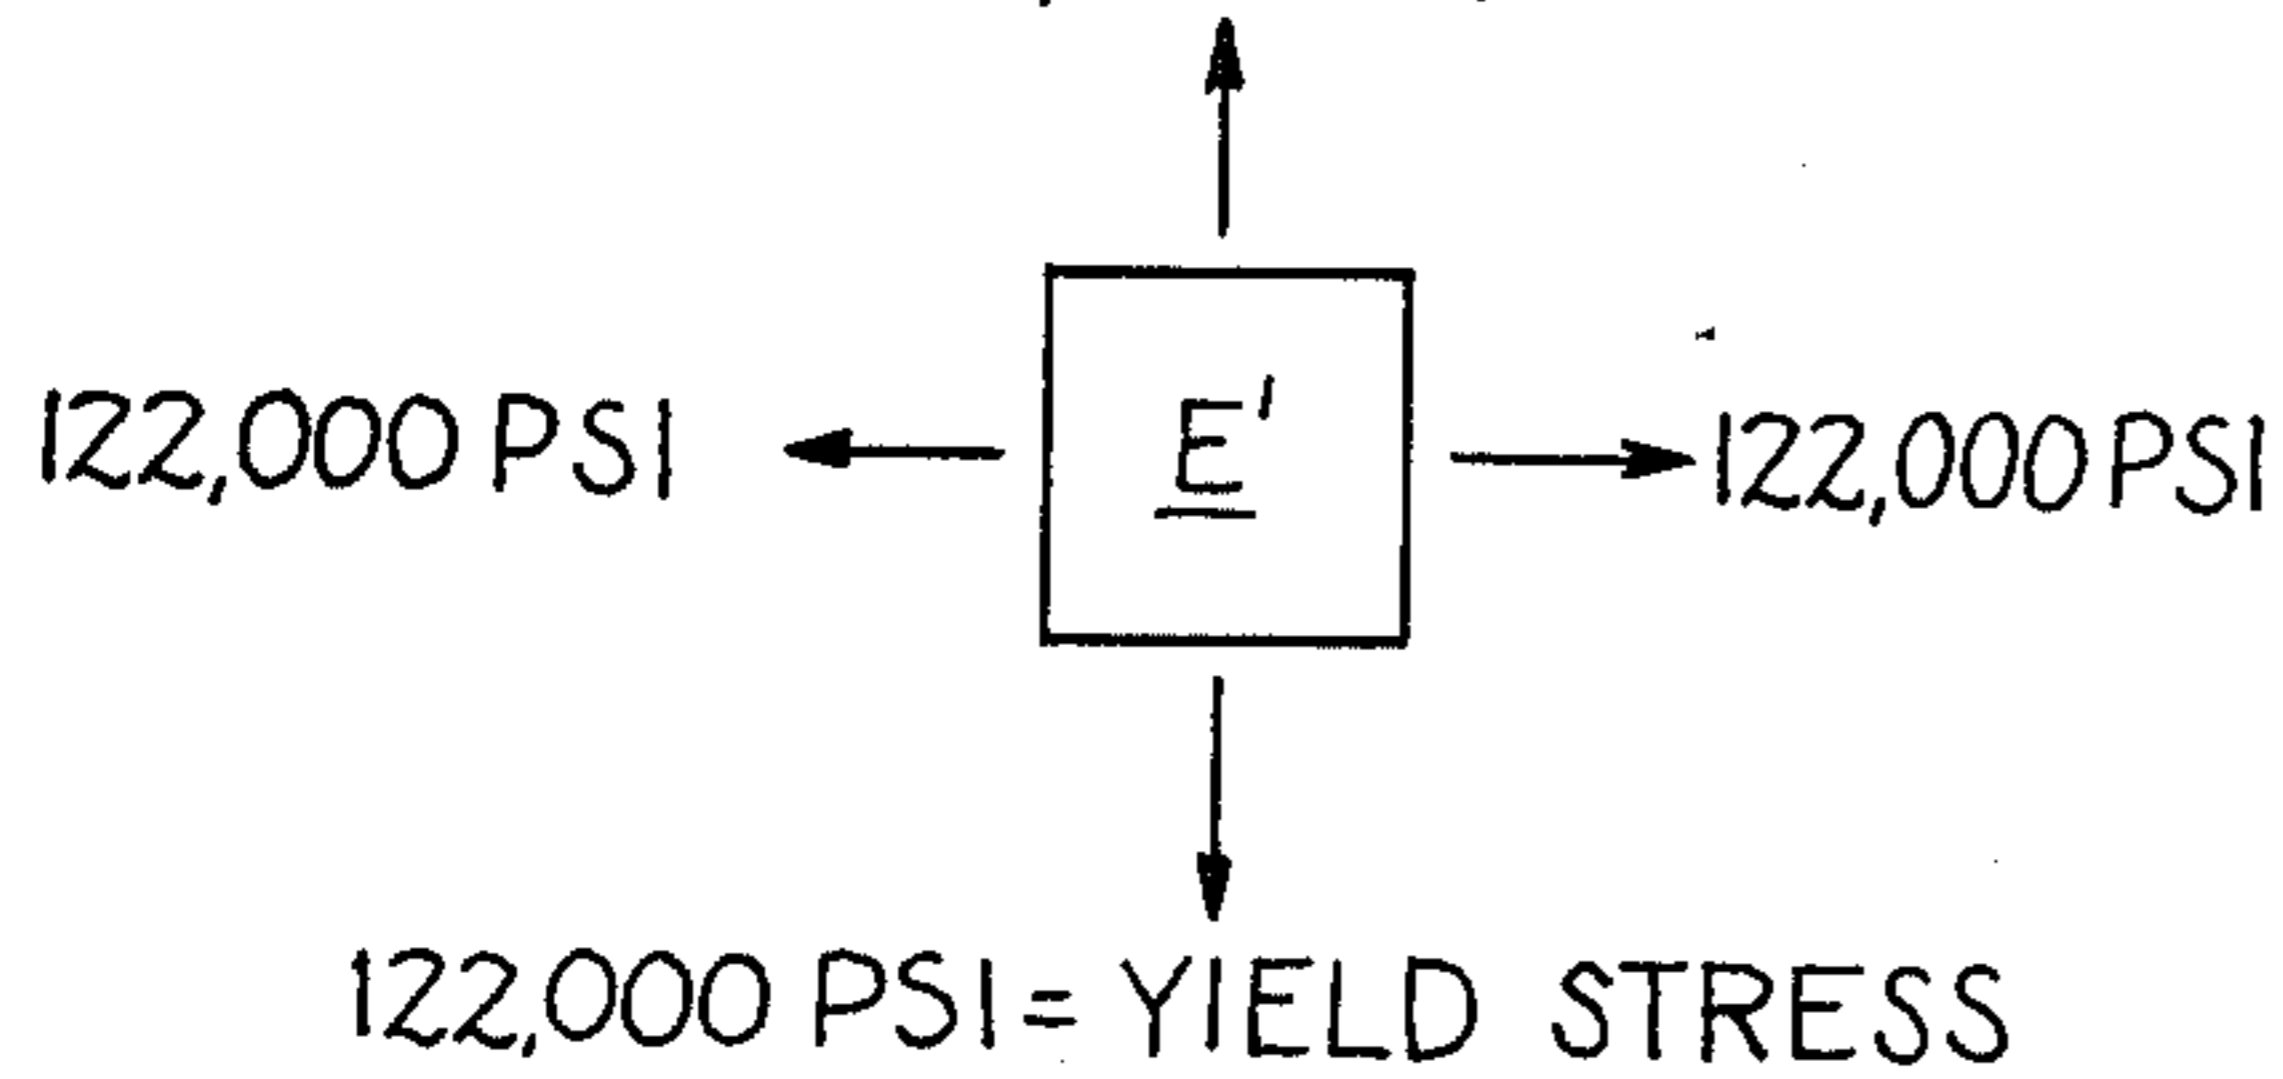 122,000 PSI
E'
122,000 PSI
122,000 PSI = YIELD STRESS